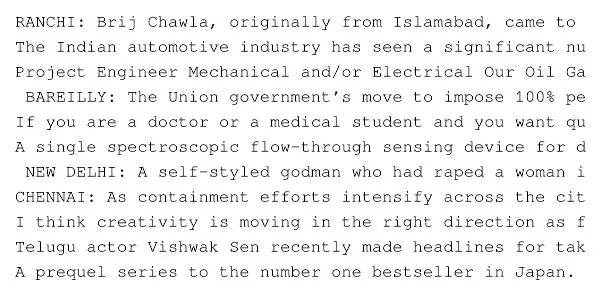 RANCHI: Brij Chawla, originally from Islamabad, came to
The Indian automotive industry has seen a significant nu
Project Engineer Mechanical and/or Electrical Our Oil Ga
BAREILLY: The Union government’s move to impose 100% pe
If you are a doctor or a medical student and you want qu
A single spectroscopic flow-through sensing device for d
NEW DELHI: A self-styled godman who had raped a woman i
CHENNAI: As containment efforts intensify across the cit
I think creativity is moving in the right direction as f
Telugu actor Vishwak Sen recently made headlines for tak
A prequel series to the number one bestseller in Japan.